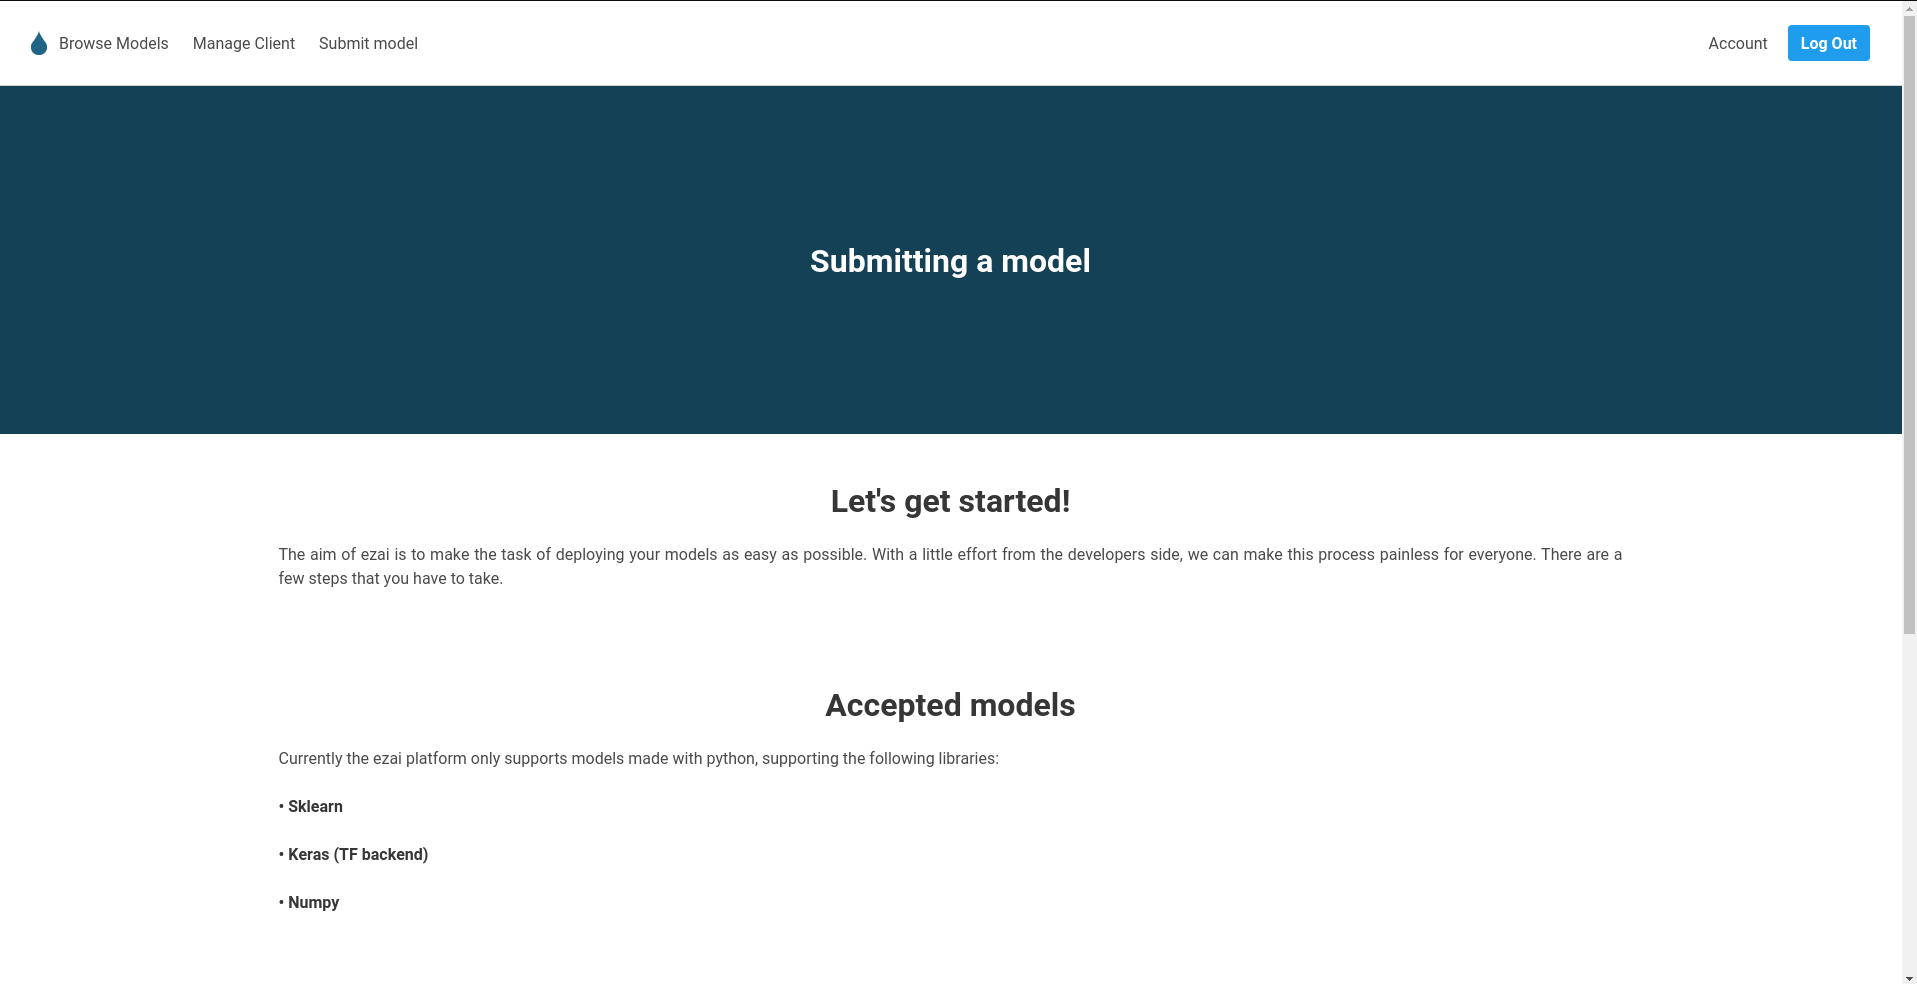 Browse Models Manage Client Submit model Account Log Out
Submitting a model
Let's get started!
The aim of ezai is to make the task of deploying your models as easy as possible. With a little effort from the developers side, we can make this process painless for everyone. There are a
few steps that you have to take.
Accepted models
Currently the ezai platform only supports models made with python, supporting the following libraries:
• Sklearn
• Keras (TF backend)
• Numpy